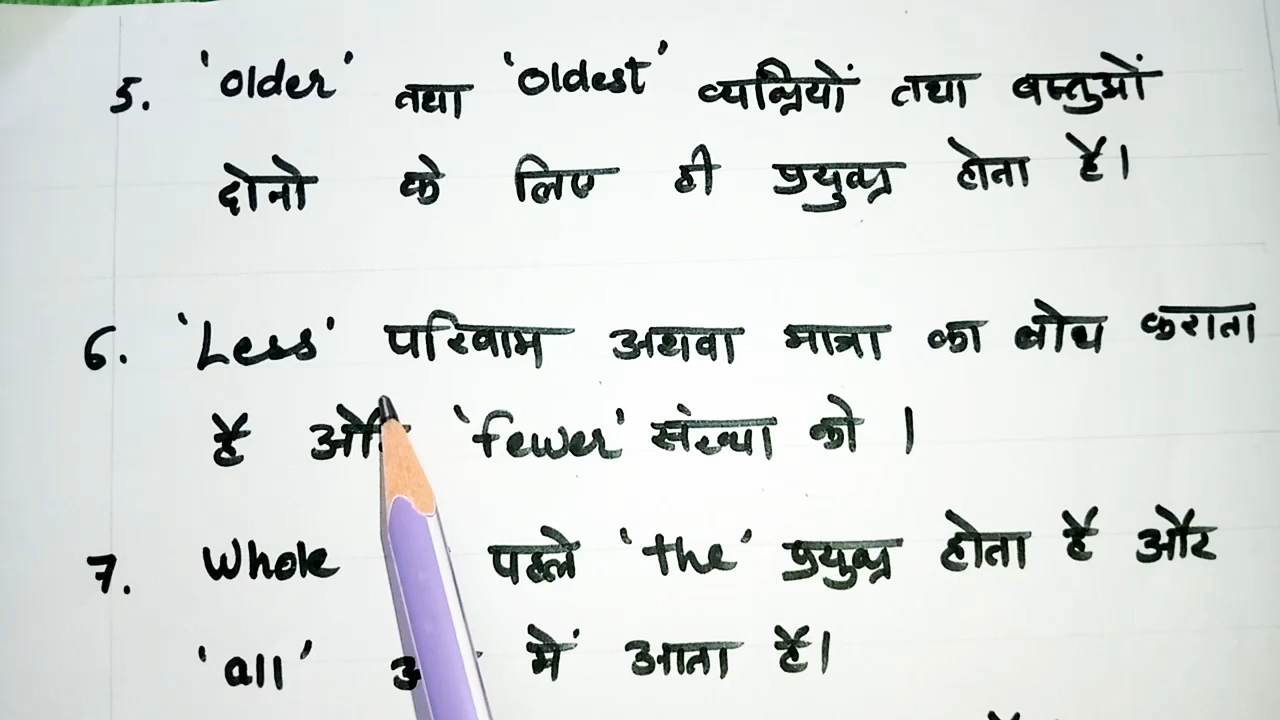 5. 'older' तथा 'oldest' व्यक्तियों तथा वस्तुओं
दोनो के लिए ही प्रयुक्त होता है।
6. 'Less' परिवाम अथवा मात्रा का बोध कराता
है और 'fewer' संख्या को ।
7. Whole पहले 'the' प्रयुक्त होता है और
'all' में आता है।